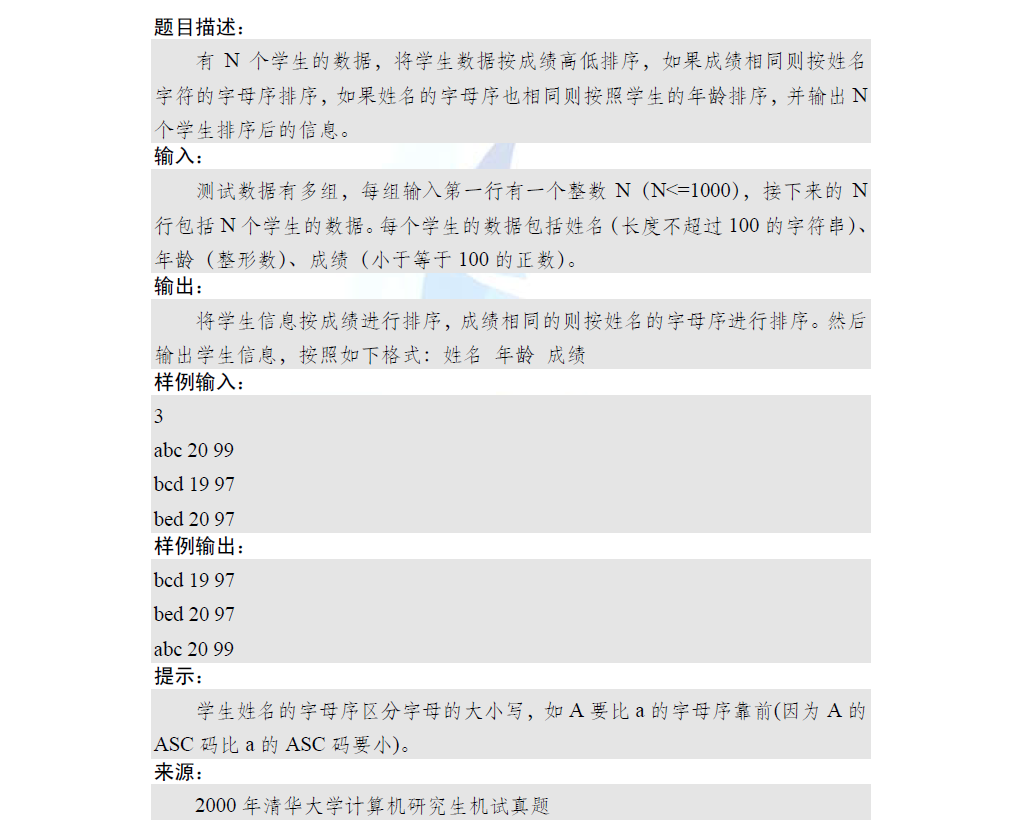 题目描述：
有 N 个学生的数据，将学生数据按成绩高低排序，如果成绩相同则按姓名
字符的字母序排序，如果姓名的字母序也相同则按照学生的年龄排序，并输出 N
个学生排序后的信息。
输入：
测试数据有多组，每组输入第一行有一个整数 N（N<=1000），接下来的 N
行包括 N 个学生的数据。每个学生的数据包括姓名（长度不超过 100 的字符串）、
年龄（整形数）、成绩（小于等于 100 的正数）。
输出：
将学生信息按成绩进行排序，成绩相同的则按姓名的字母序进行排序。然后
输出学生信息，按照如下格式：姓名 年龄 成绩
样例输入：
3
abc 20 99
bcd 19 97
bed 20 97
样例输出：
bcd 19 97
bed 20 97
abc 20 99
提示：
学生姓名的字母序区分字母的大小写，如 A 要比 a 的字母序靠前(因为 A 的
ASC 码比 a 的 ASC 码要小)。
来源：
2000 年清华大学计算机研究生机试真题